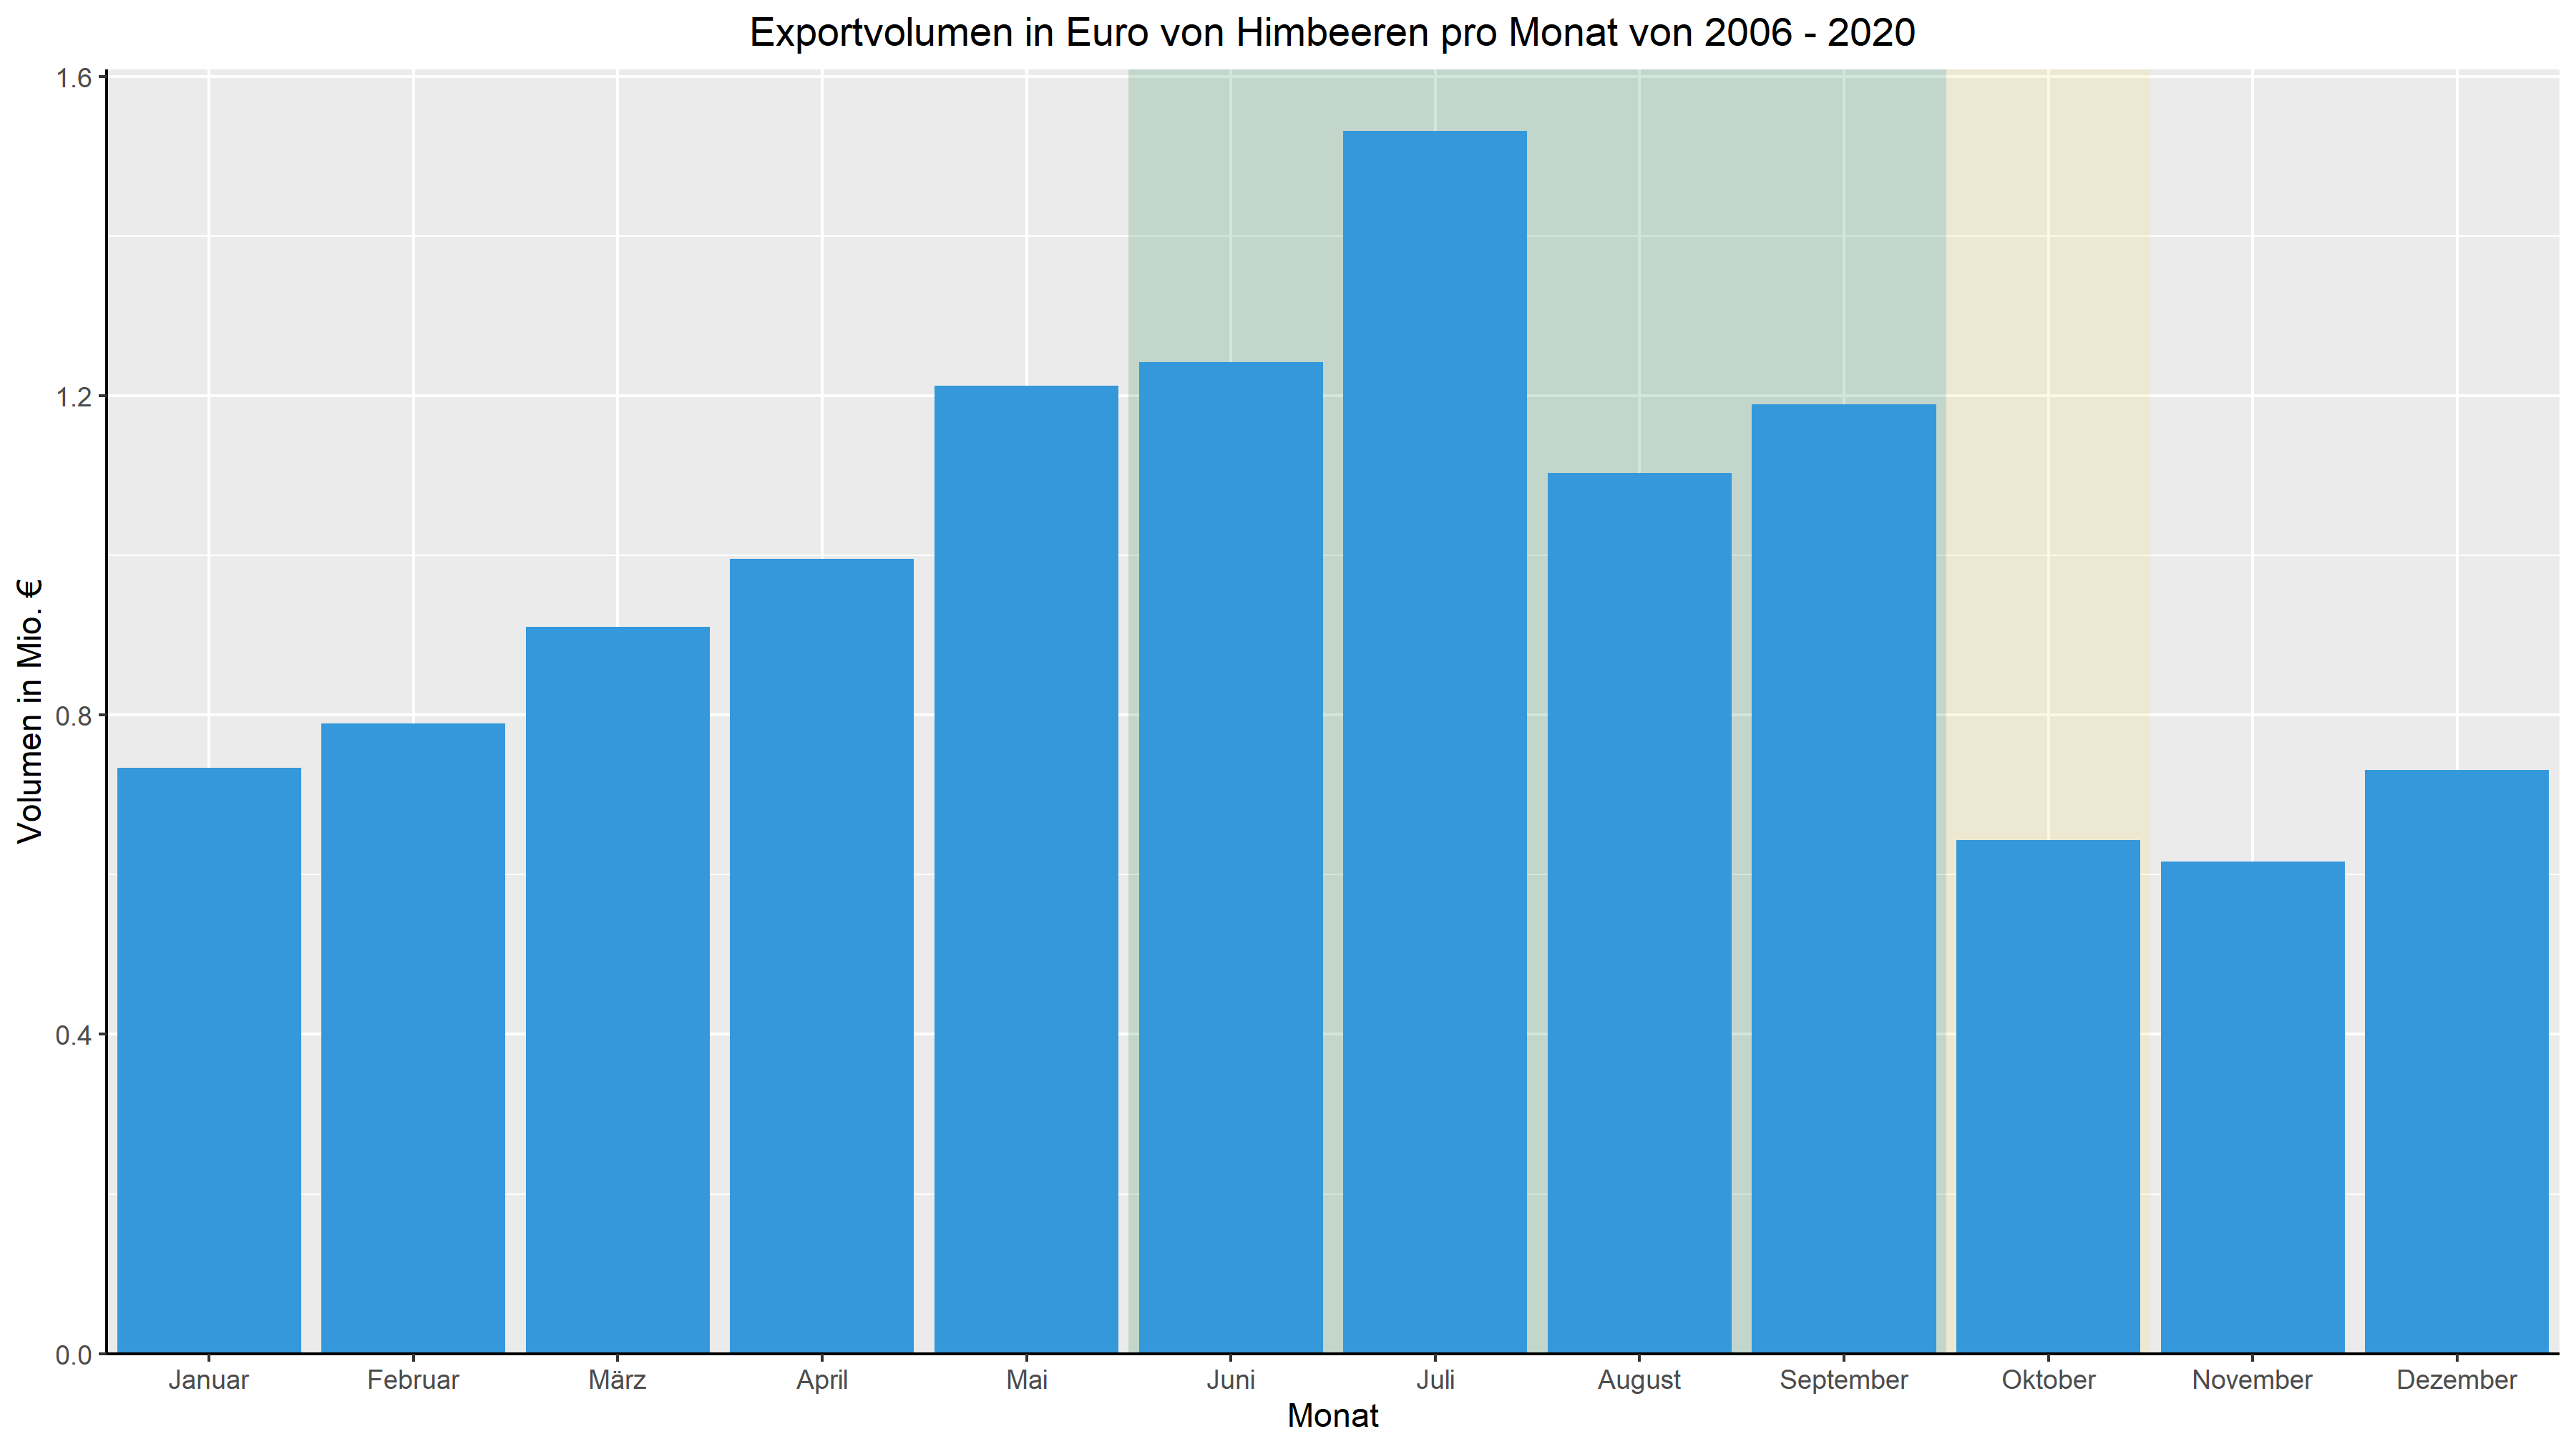 Exportvolumen in Euro von Himbeeren pro Monat von 2006 - 2020
Volumen in Mio. €
1.6
1.2
0.8
0.4
0.0
Januar Februar März April Mai Juni Juli August September Oktober November Dezember
Monat